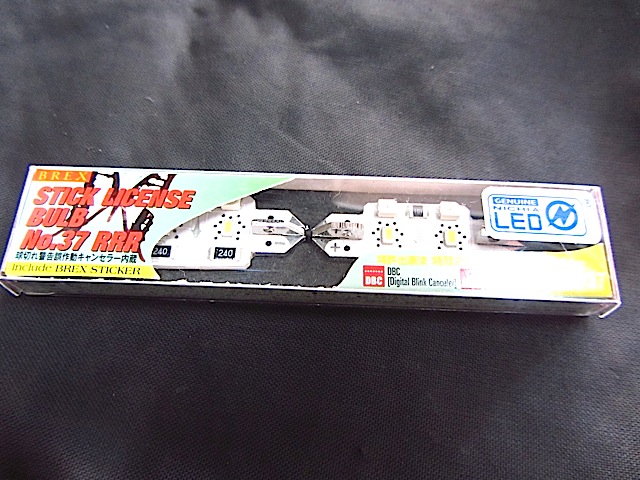 BREX
STICK LICENSE
BULB
No.37 RRR
球切れ警告誤作動キャンセラー内蔵
include BREX STICKER
240
240
+
DBC
DBC
[Digital Blink Canceler]
GENUINE
NICHIA
LED